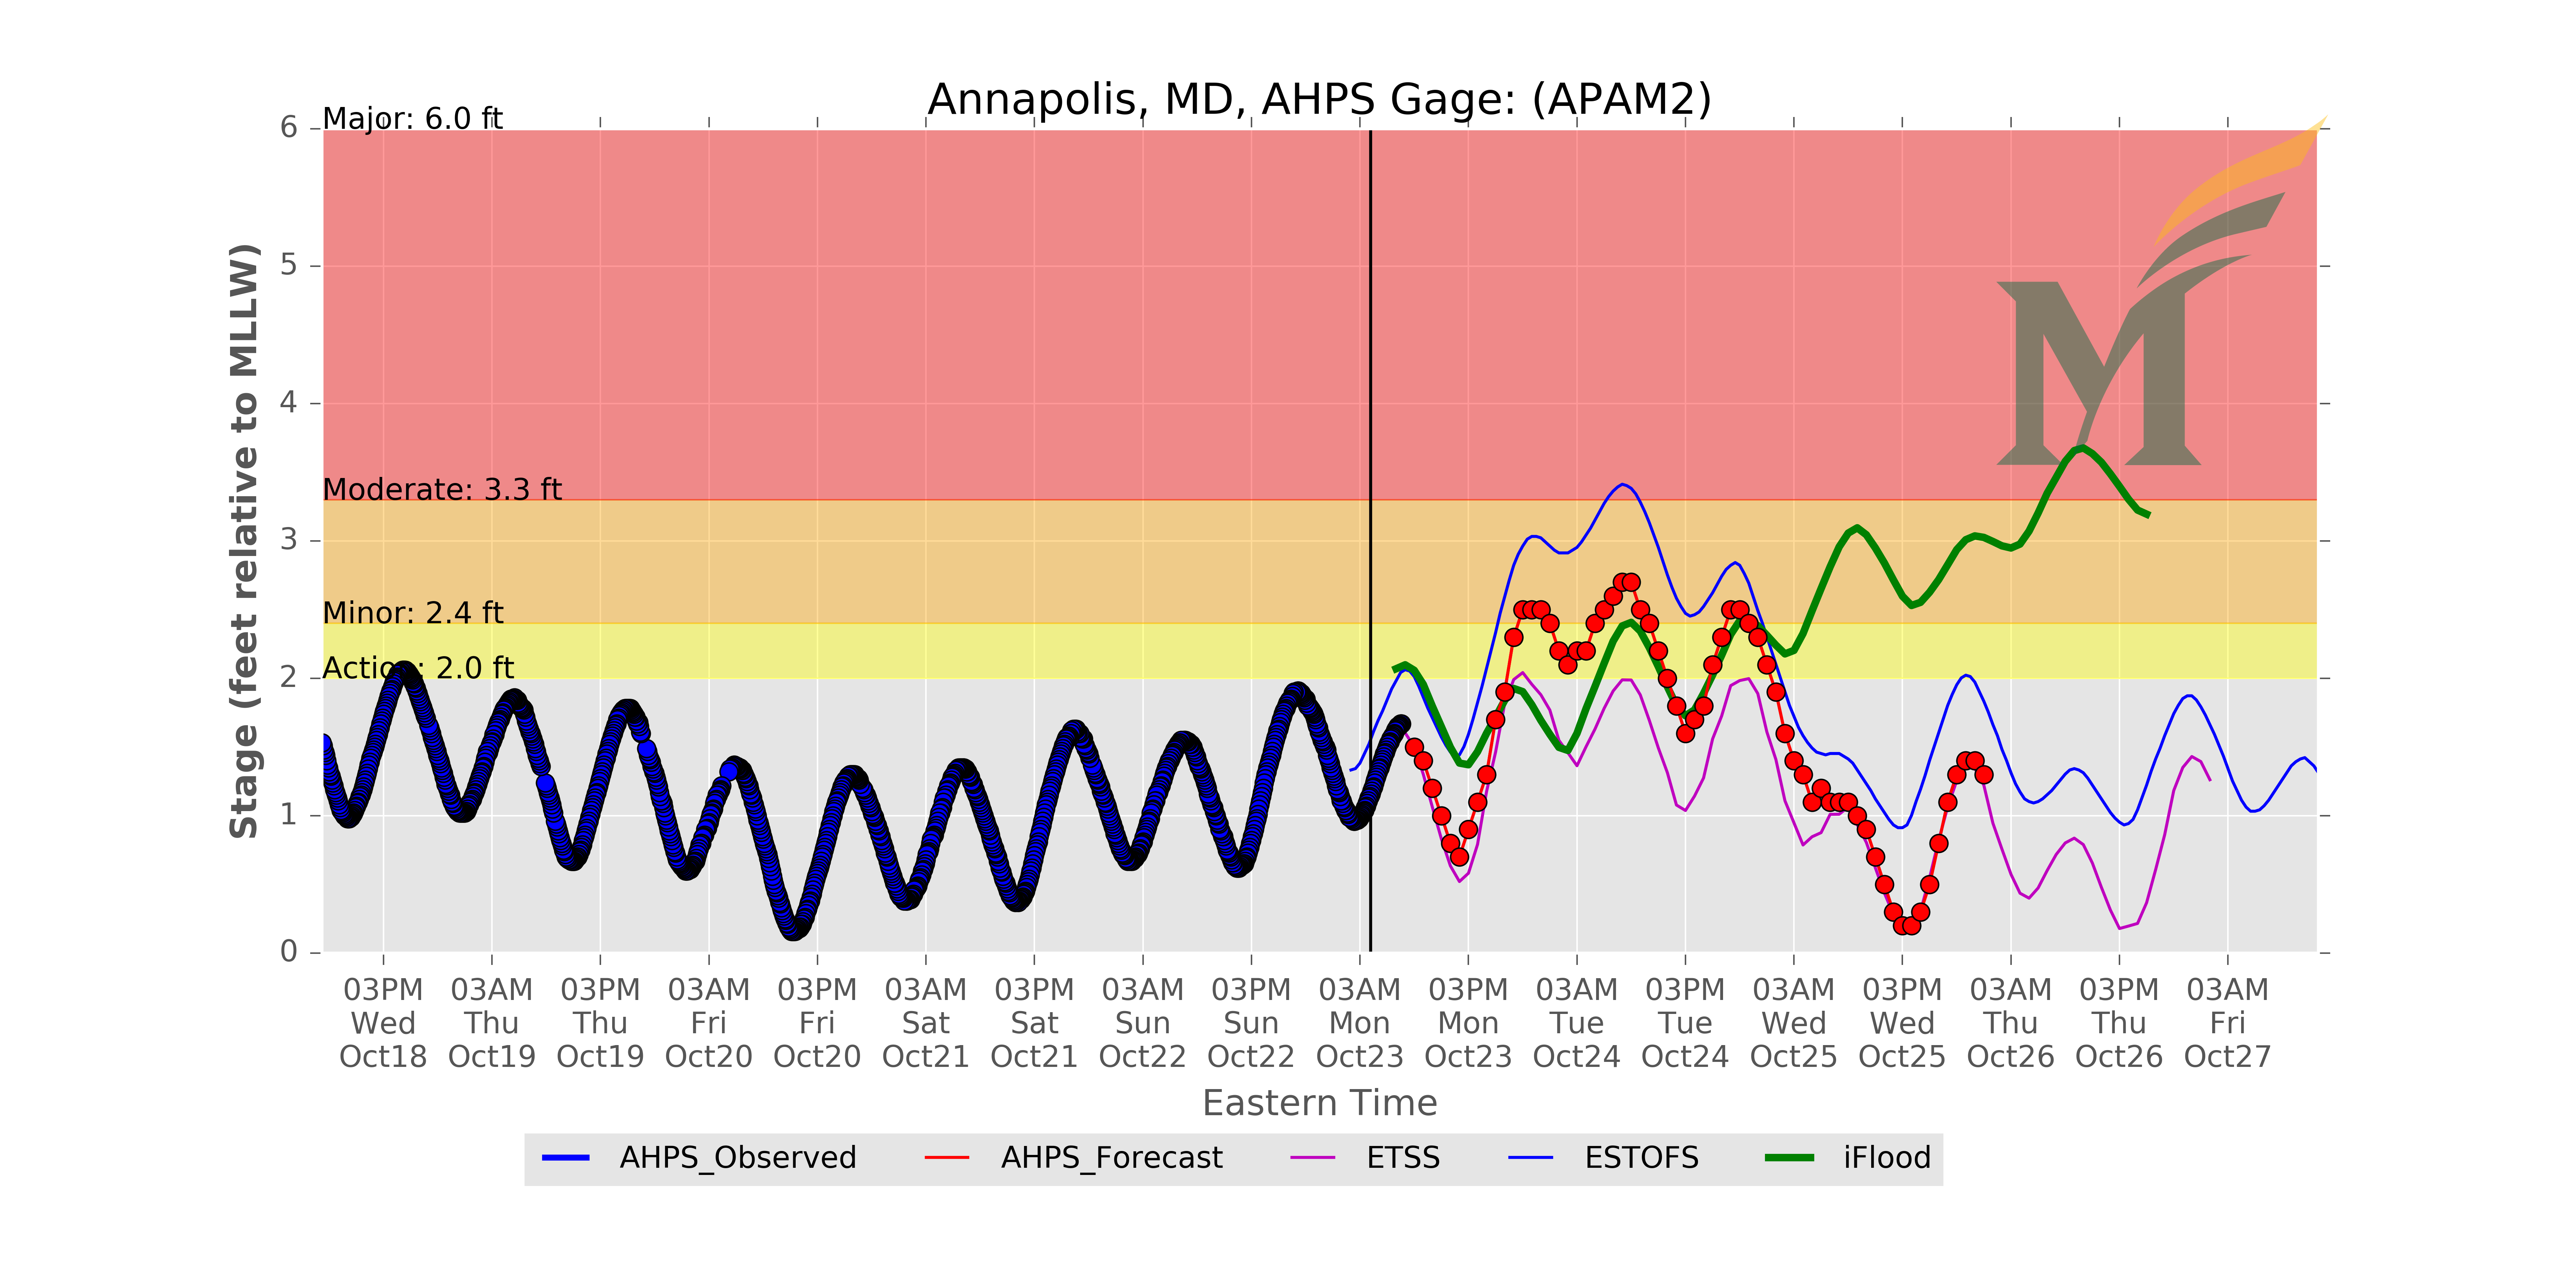 Annapolis, MD, AHPS Gage: (APAM2)
Major: 6.0 ft
Moderate: 3.3 ft
Minor: 2.4 ft
Action: 2.0 ft
Stage (feet relative to MLLW)
6
5
4
3
2
1
0
03PM 03AM 03PM 03AM 03PM 03AM 03PM 03AM 03PM 03AM 03PM 03AM 03PM 03AM 03PM 03AM 03PM 03AM
Wed Thu Thu Fri Fri Sat Sat Sun Sun Mon Mon Tue Tue Wed Wed Thu Thu Fri
Oct18 Oct19 Oct19 Oct20 Oct20 Oct21 Oct21 Oct22 Oct22 Oct23 Oct23 Oct24 Oct24 Oct25 Oct25 Oct26 Oct26 Oct27
Eastern Time
AHPS_Observed AHPS_Forecast ETSS ESTOFS iFlood
M